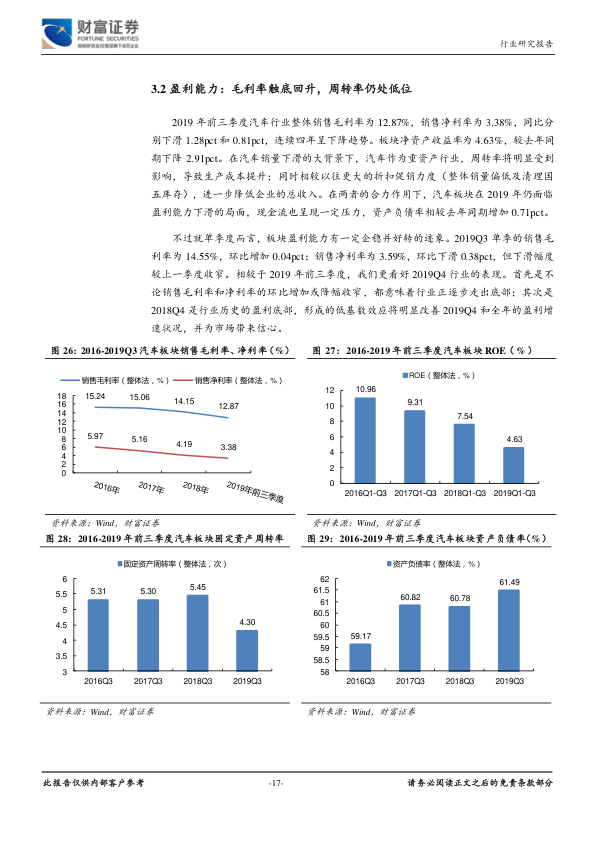 财富证券
FORTUNE SECURITIES
湖南财信金控集团旗下成员企业
行业研究报告
3.2 盈利能力：毛利率触底回升，周转率仍处低位
2019 年前三季度汽车行业整体销售毛利率为 12.87%，销售净利率为 3.38%，同比分
别下滑 1.28pct 和 0.81pct，连续四年呈下降趋势。板块净资产收益率为 4.63%，较去年同
期下降 2.91pct。在汽车销量下滑的大背景下，汽车作为重资产行业，周转率将明显受到
影响，导致生产成本提升；同时相较以往更大的折扣促销力度（整体销量偏低及清理国
五库存），进一步降低企业的总收入。在两者的合力作用下，汽车板块在 2019 年仍面临
盈利能力下滑的局面，现金流也呈现一定压力，资产负债率相较去年同期增加 0.71pct。
不过就单季度而言，板块盈利能力有一定企稳并好转的迹象。2019Q3 单季的销售毛
利率为 14.55%，环比增加 0.04pct；销售净利率为 3.59%，环比下滑 0.38pct，但下滑幅度
较上一季度收窄。相较于 2019 年前三季度，我们更看好 2019Q4 行业的表现。首先是不
论销售毛利率和净利率的环比增加或降幅收窄，都意味着行业正逐步走出底部；其次是
2018Q4 是行业历史的盈利底部，形成的低基数效应将明显改善 2019Q4 和全年的盈利增
速状况，并为市场带来信心。
图 26：2016-2019Q3 汽车板块销售毛利率、净利率（%）
销售毛利率（整体法，%） 销售净利率（整体法，%）
18
16
14
12
10
8
6
4
2
0
15.24 15.06 14.15 12.87
5.97 5.16 4.19 3.38
2016年 2017年 2018年 2019年前三季度
资料来源：Wind，财富证券
图 27：2016-2019 年前三季度汽车板块 ROE（%）
ROE（整体法，%）
12
10
8
6
4
2
0
10.96 9.31 7.54 4.63
2016Q1-Q3 2017Q1-Q3 2018Q1-Q3 2019Q1-Q3
资料来源：Wind，财富证券
图 28：2016-2019 年前三季度汽车板块固定资产周转率
固定资产周转率（整体法，次）
6
5.5
5
4.5
4
3.5
3
5.31 5.30 5.45 4.30
2016Q3 2017Q3 2018Q3 2019Q3
资料来源：Wind，财富证券
图 29：2016-2019 年前三季度汽车板块资产负债率（%）
资产负债率（整体法，%）
62
61.5
61
60.5
60
59.5
59
58.5
58
59.17 60.82 60.78 61.49
2016Q3 2017Q3 2018Q3 2019Q3
资料来源：Wind，财富证券
此报告仅供内部客户参考 -17- 请务必阅读正文之后的免责条款部分